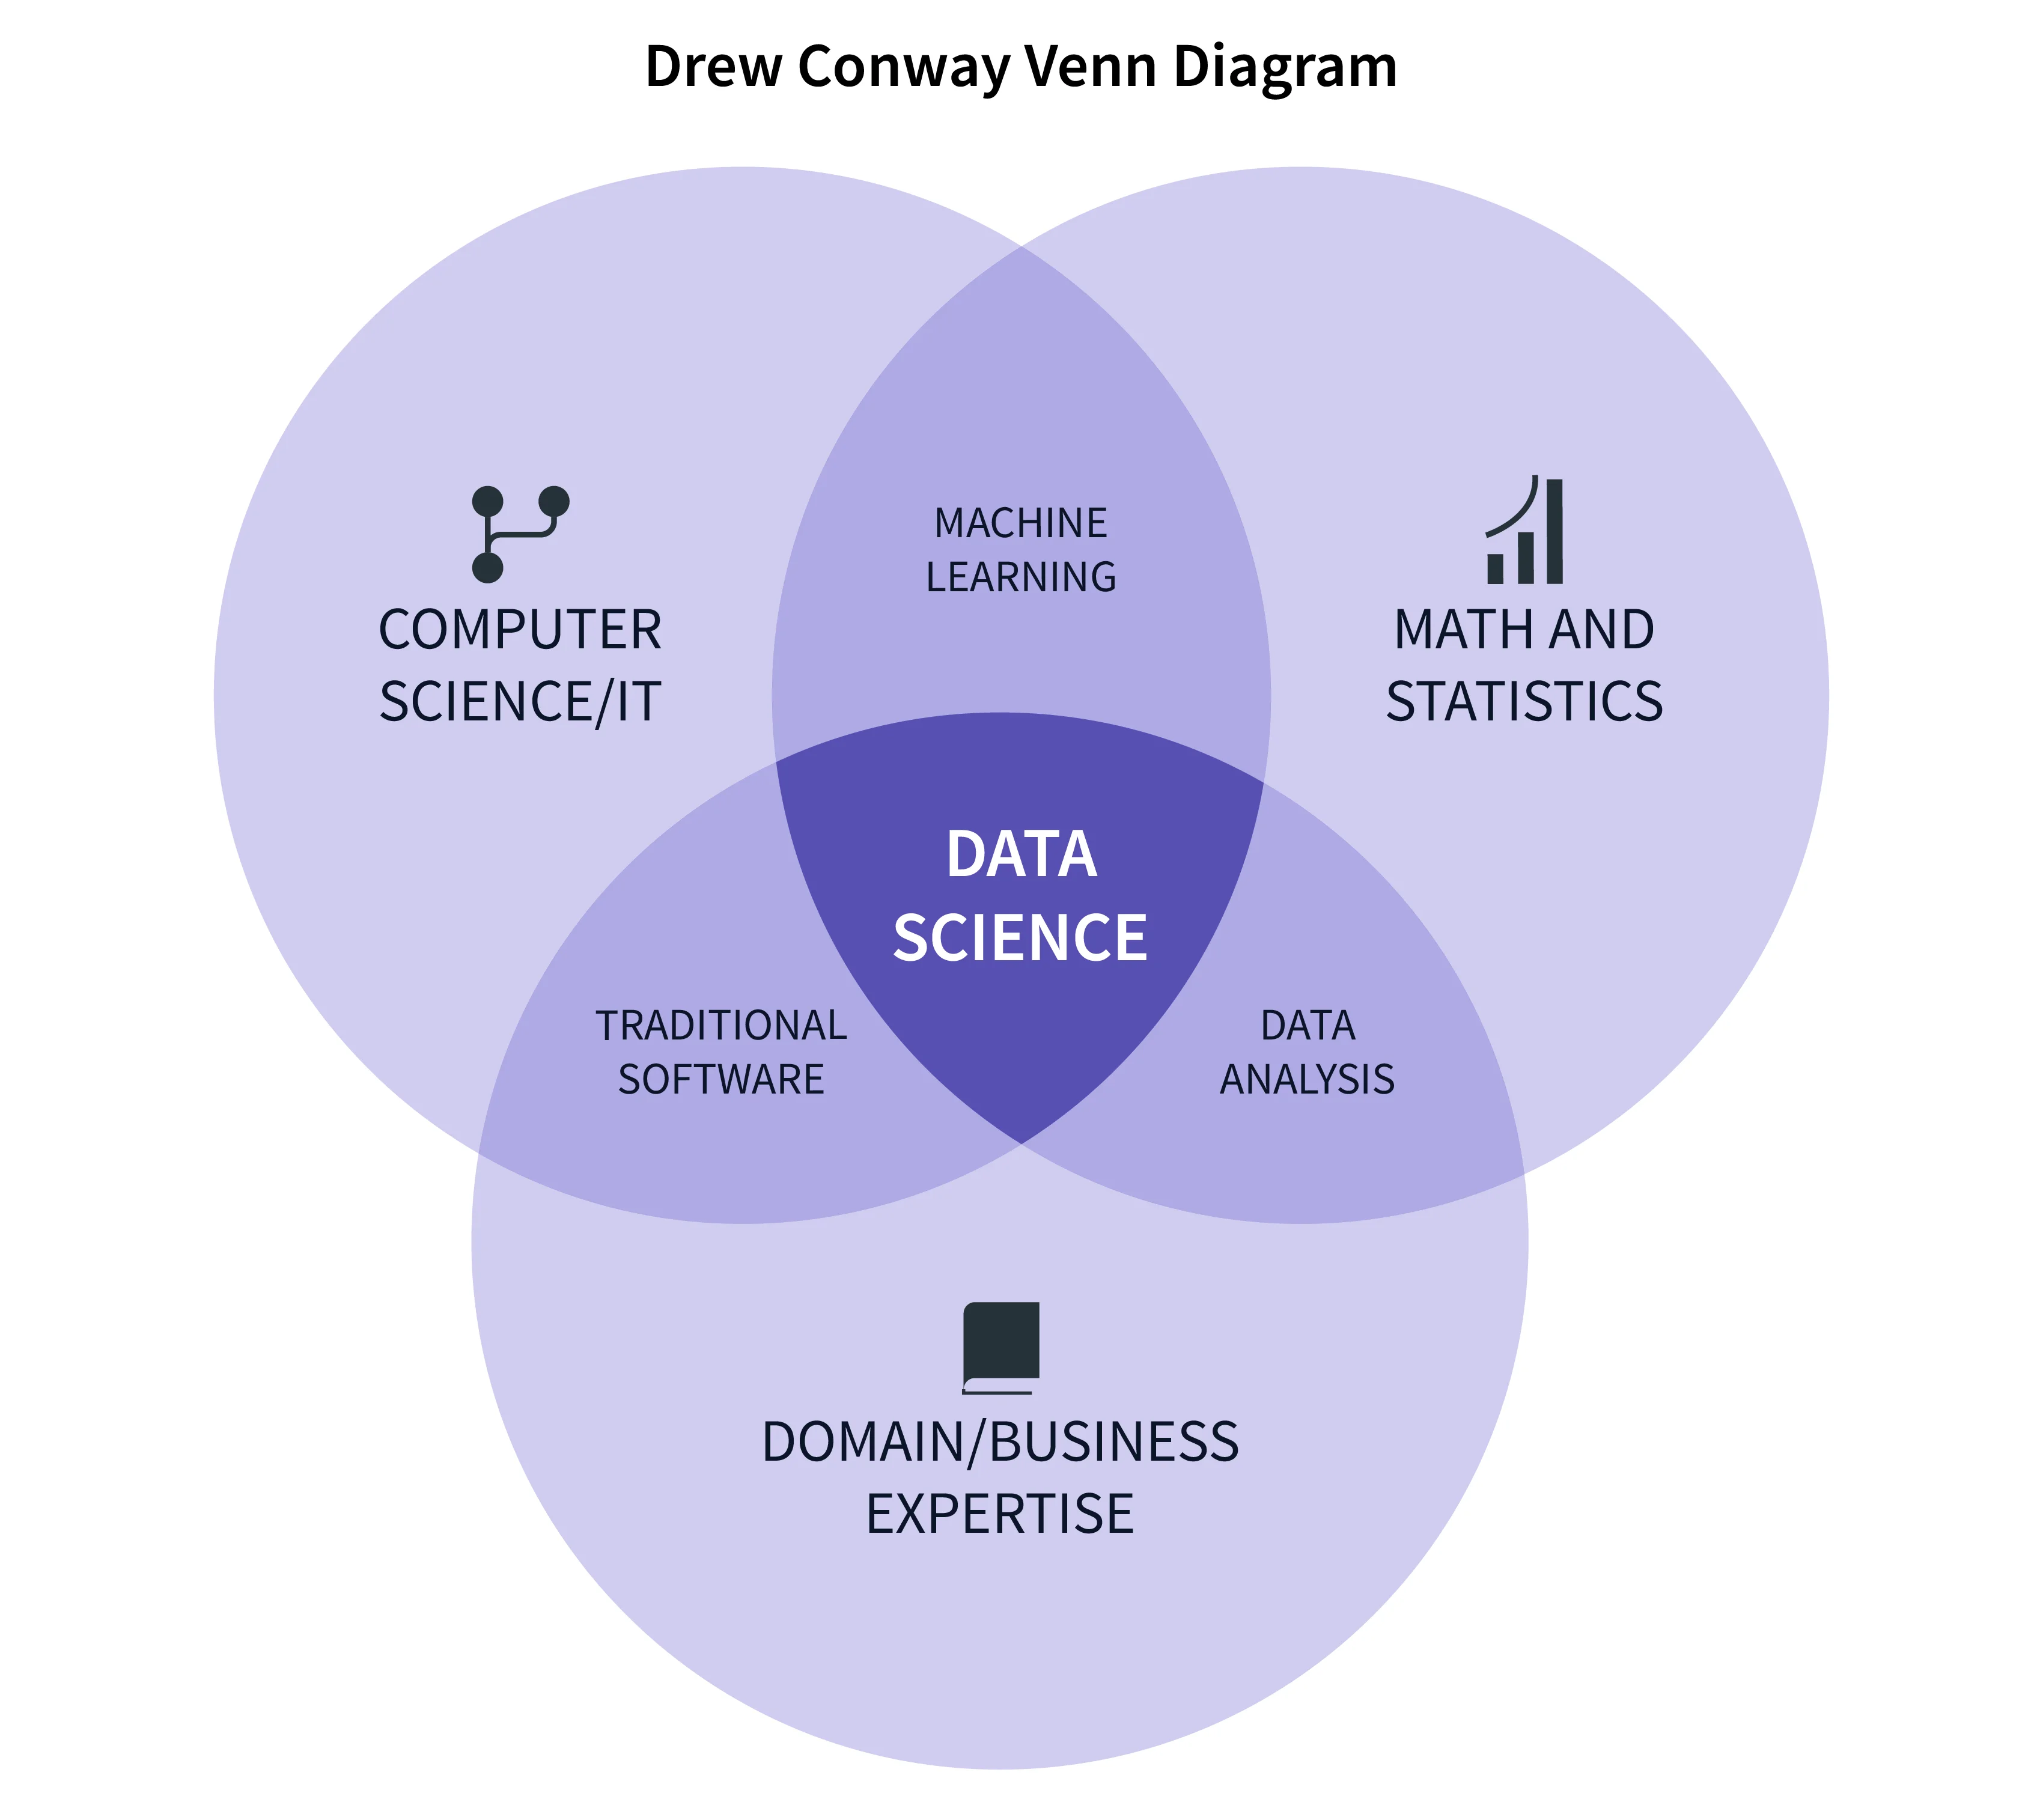 Drew Conway Venn Diagram
MACHINE
LEARNING
COMPUTER
SCIENCE/IT
MATH AND
STATISTICS
DATA
SCIENCE
TRADITIONAL
SOFTWARE
DATA
ANALYSIS
DOMAIN/BUSINESS
EXPERTISE